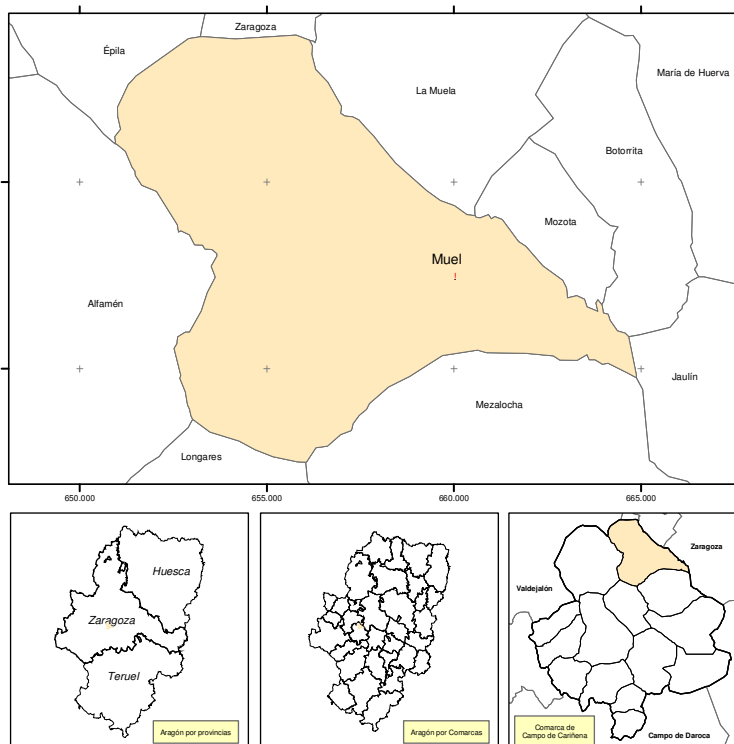 Zaragoza
Épila
La Muela
María de Huerva
Botorrita
Mozota
Muel
!
Alfamén
Jaulín
Mezalocha
Longares
650.000
655.000
660.000
665.000
Huesca
Zaragoza
Teruel
Aragón por provincias
Aragón por Comarcas
Zaragoza
Valdejalón
Comarca de
Campo de Cariñena
Campo de Daroca